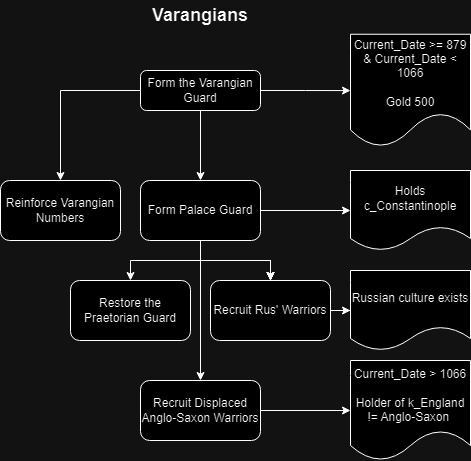 Varangians
Current_Date >= 879
& Current_Date <
1066
Gold 500
Form the Varangian
Guard
Reinforce Varangian
Numbers
Form Palace Guard
Holds
c_Constantinople
Restore the
Praetorian Guard
Recruit Rus' Warriors
Russian culture exists
Recruit Displaced
Anglo-Saxon Warriors
Current_Date > 1066
Holder of k_England
!= Anglo-Saxon